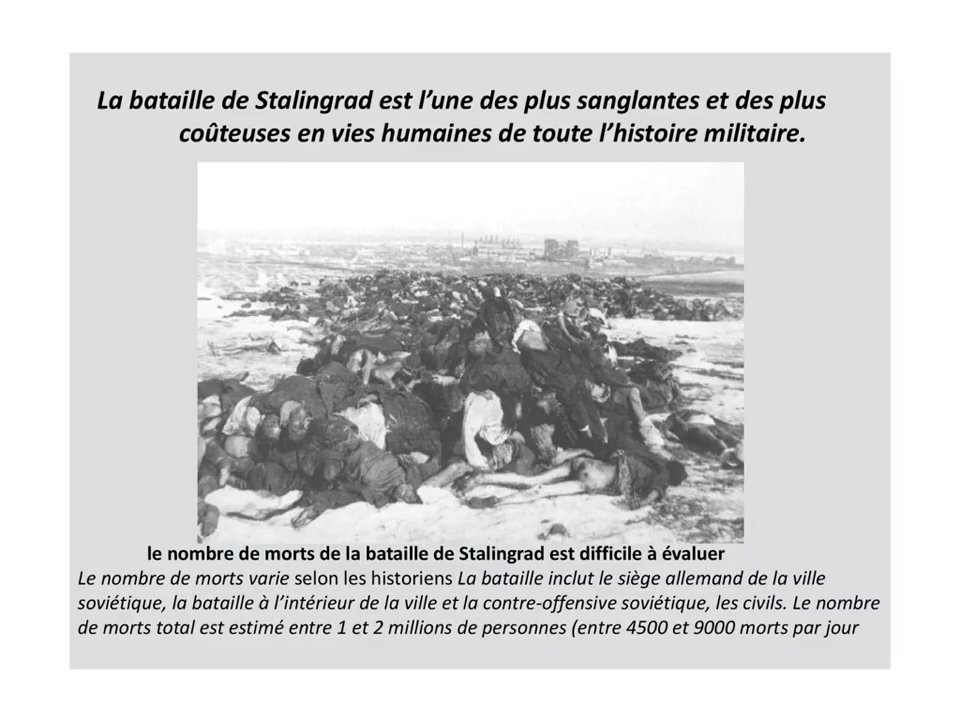 La bataille de Stalingrad est l’une des plus sanglantes et des plus
coûteuses en vies humaines de toute l’histoire militaire.
le nombre de morts de la bataille de Stalingrad est difficile à évaluer
Le nombre de morts varie selon les historiens La bataille inclut le siège allemand de la ville
soviétique, la bataille à l’intérieur de la ville et la contre-offensive soviétique, les civils. Le nombre
de morts total est estimé entre 1 et 2 millions de personnes (entre 4500 et 9000 morts par jour